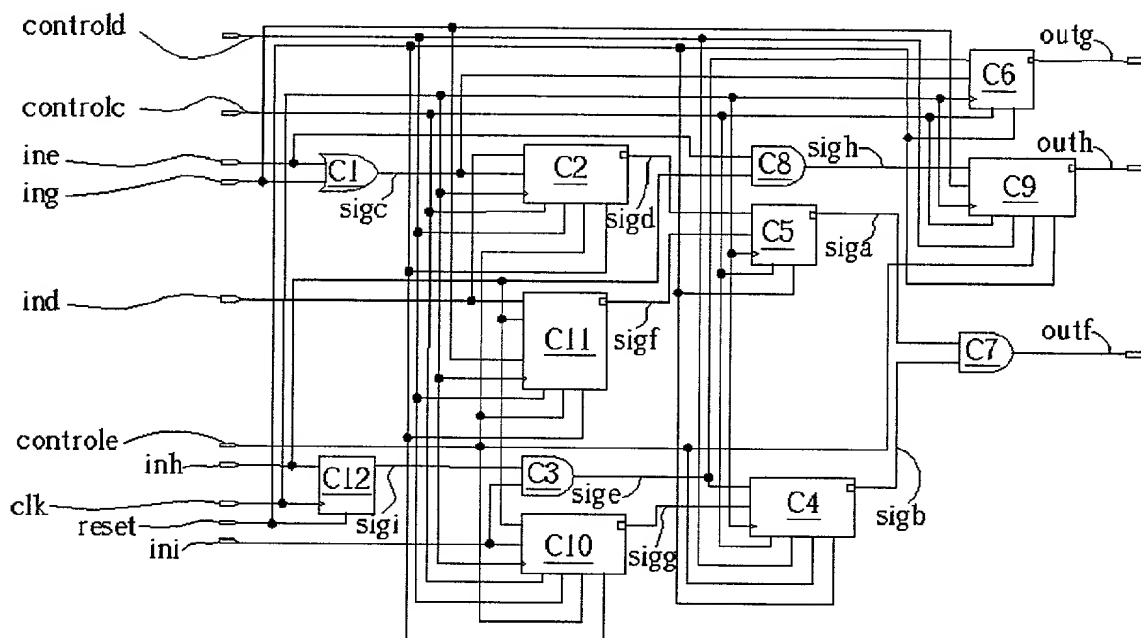 controld
controlc
ine
ing
ind
controle
inh
clk
reset
ini
C1
sigc
C2
sigd
C8
sigh
C6
outg
C9
outh
C5
siga
C11
sigf
C7
outf
C12
sigi
C3
sige
C4
sigb
C10
sigg